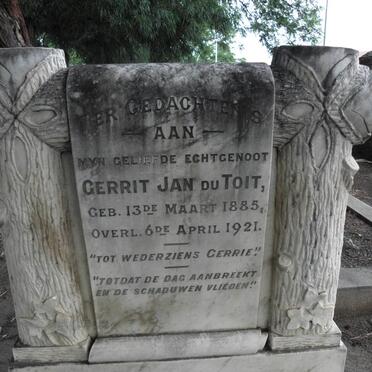 TER GEDACHTENIS
AAN
MYN GELIEFDE ECHTGENOOT
GERRIT JAN DU TOIT,
GEB. 13DE MAART 1885,
OVERL. 6DE APRIL 1921.
"TOT WEDERZIENS GERRIE."
"TOTDAT DE DAG AANBREEKT
EN DE SCHADUWEN VLIEDEN."